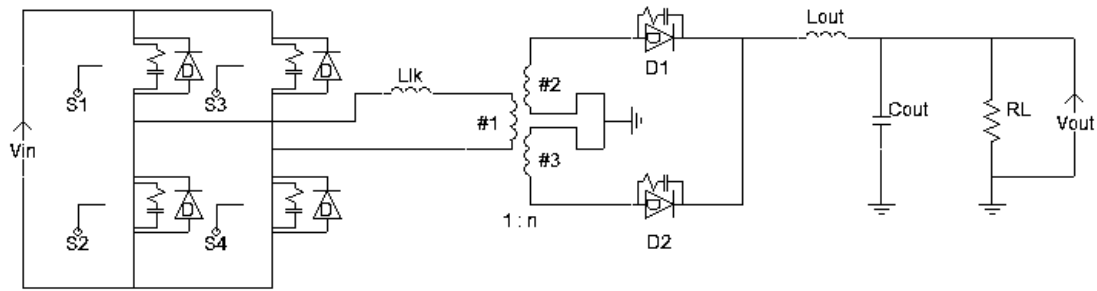 D
D
D
D1
Lout
Llk
#2
S1
S3
Vin
#1
Cout
RL
Vout
#3
D
D
D
S2
S4
1 : n
D2